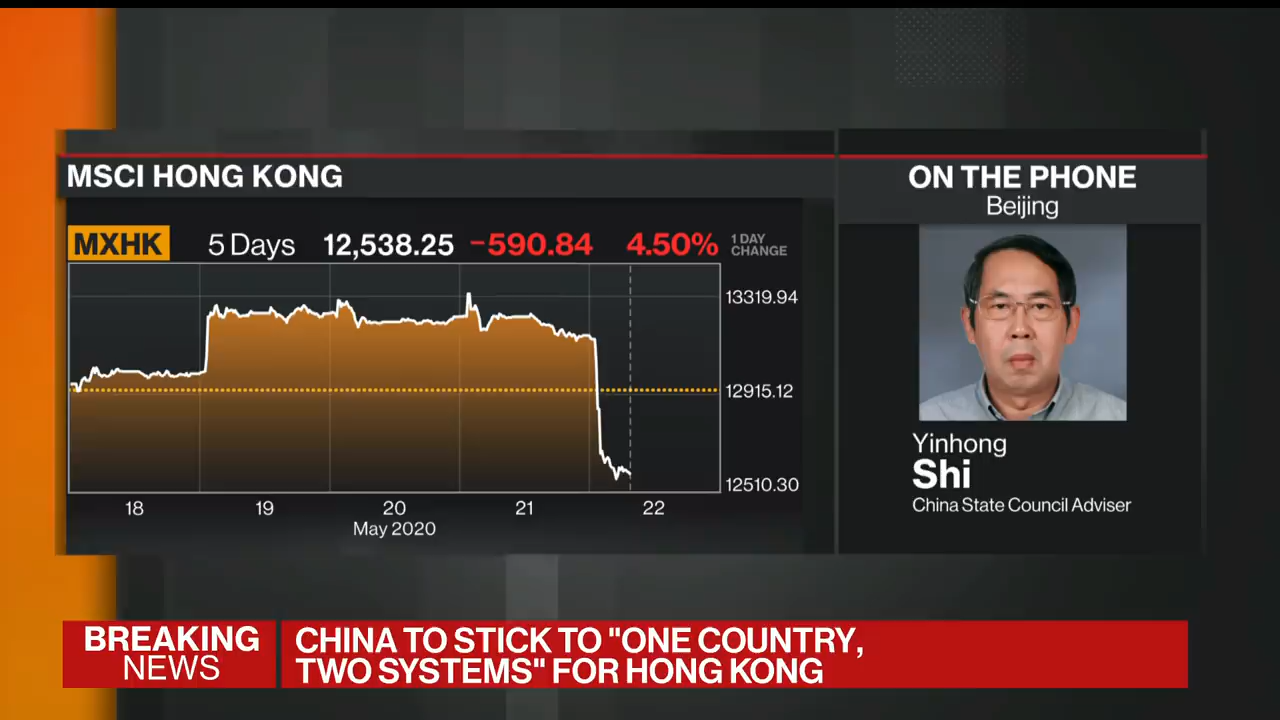 MSCI HONG KONG
MXHK 5 Days 12,538.25 -590.84 4.50% 1 DAY CHANGE
13319.94
12915.12
12510.30
18 19 20 21 22
May 2020
ON THE PHONE
Beijing
Yinhong
Shi
China State Council Adviser
BREAKING NEWS
CHINA TO STICK TO "ONE COUNTRY,
TWO SYSTEMS" FOR HONG KONG